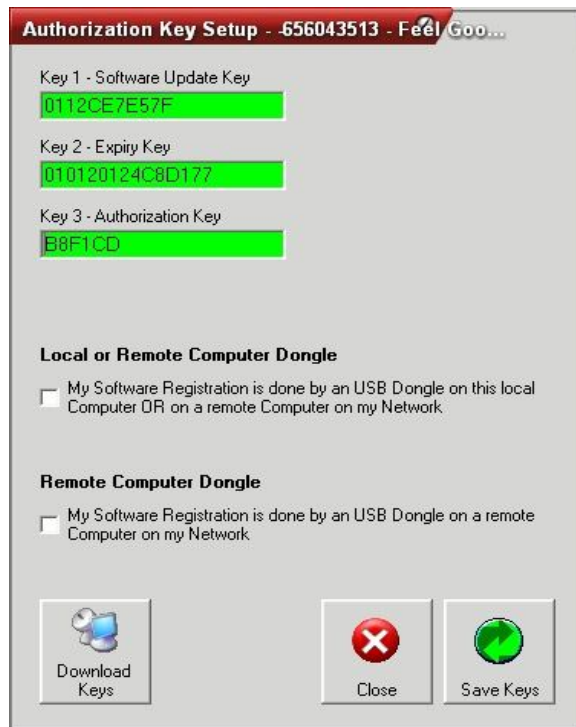 Authorization Key Setup - -656043513 - Feel Goo...
Key 1 - Software Update Key
0112CE7E57F
Key 2 - Expiry Key
010120124C8D177
Key 3 - Authorization Key
B8F1CD
Local or Remote Computer Dongle
My Software Registration is done by an USB Dongle on this local
Computer OR on a remote Computer on my Network
Remote Computer Dongle
My Software Registration is done by an USB Dongle on a remote
Computer on my Network
Download
Keys
Close
Save Keys